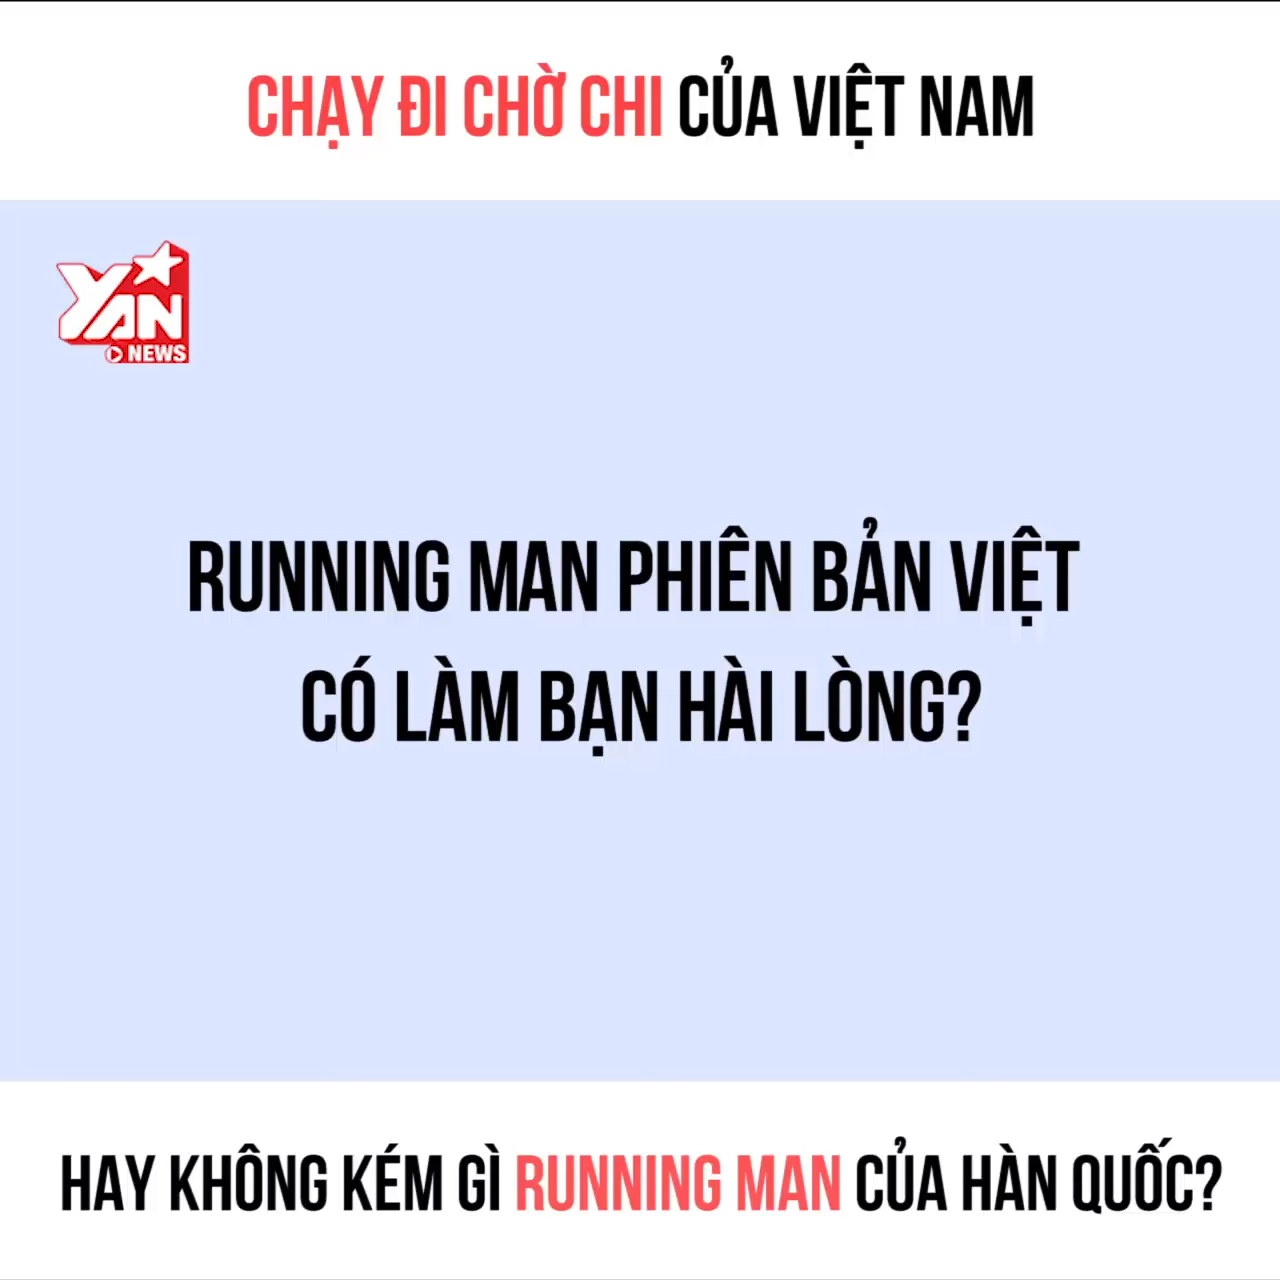 CHẠY ĐI CHỜ CHI CỦA VIỆT NAM
YAN
NEWS
RUNNING MAN PHIÊN BẢN VIỆT
CÓ LÀM BẠN HÀI LÒNG?
HAY KHÔNG KÉM GÌ RUNNING MAN CỦA HÀN QUỐC?